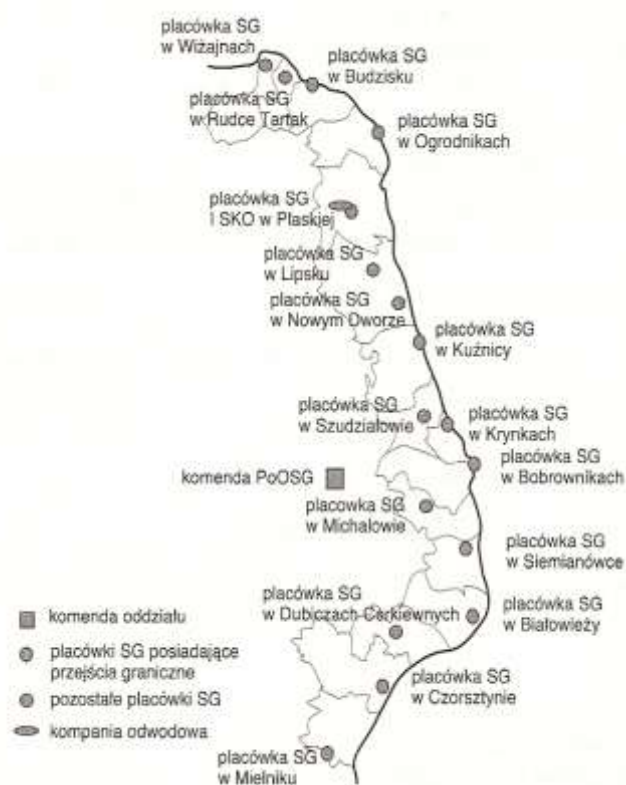 placówka SG
w Wiżajnach
placówka SG
w Budzisku
placówka SG
w Rudce Tartak
placówka SG
w Ogrodnikach
placówka SG
I SKO w Płaskiej
placówka SG
w Lipsku
placówka SG
w Nowym Dworze
placówka SG
w Kuźnicy
placówka SG
w Szudziałowie
placówka SG
w Krynkach
komenda PoOSG
placówka SG
w Bobrownikach
placowka SG
w Michałowie
placówka SG
w Siemianówce
placówka SG
w Dubiczach Cerkiewnych
placówka SG
w Białowieży
placówka SG
w Czorsztynie
placówka SG
w Mielniku
komenda oddziału
placówki SG posiadające
przejścia graniczne
pozostałe placówki SG
kompania odwodowa